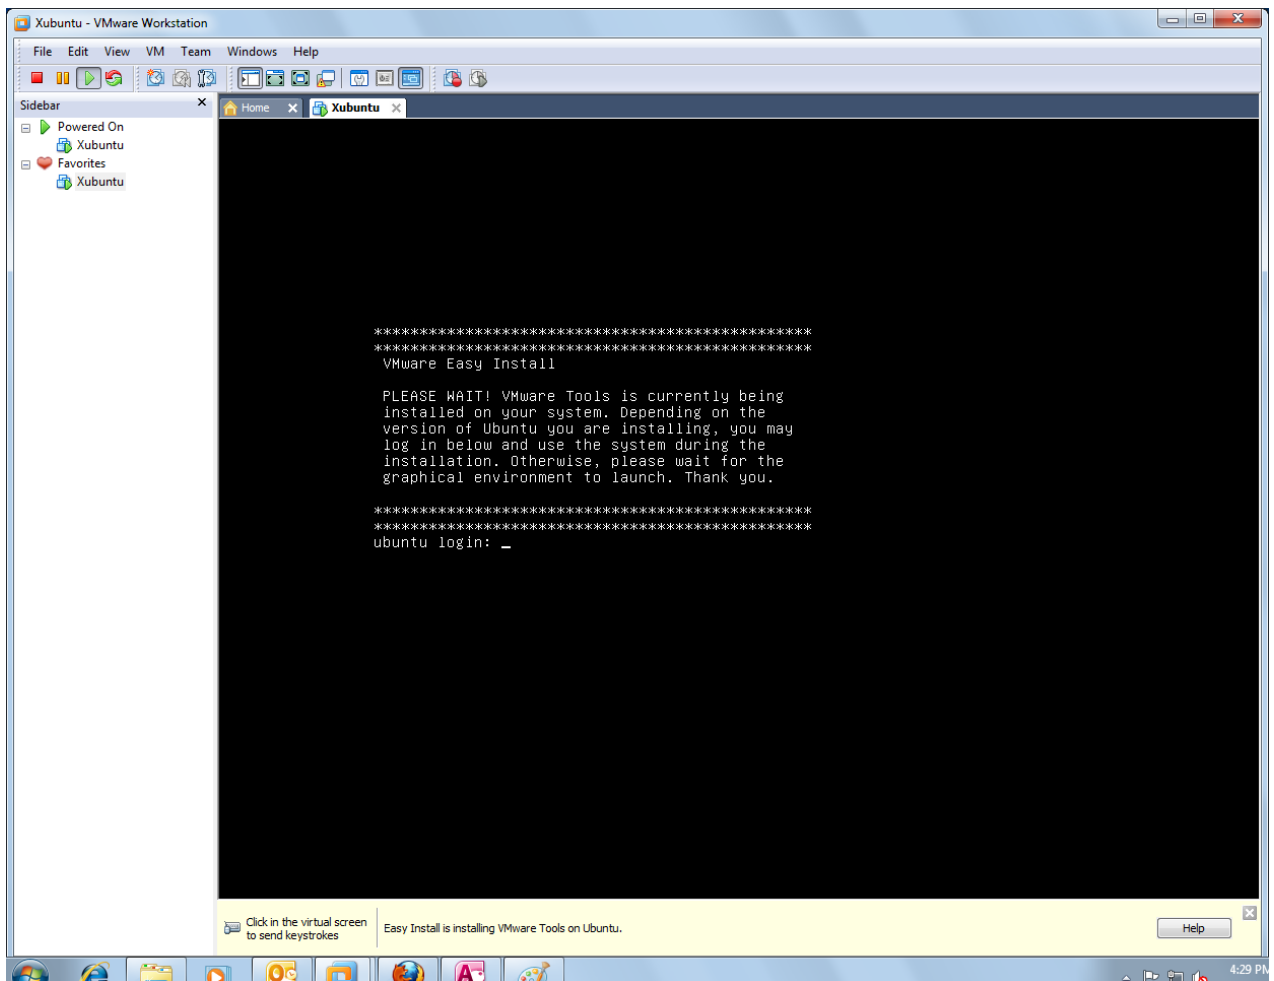 Xubuntu - VMware Workstation
File Edit View VM Team Windows Help
Sidebar
Home
Xubuntu
Powered On
Xubuntu
Favorites
Xubuntu
************************************************
************************************************
VMware Easy Install
PLEASE WAIT! VMware Tools is currently being
installed on your system. Depending on the
version of Ubuntu you are installing, you may
log in below and use the system during the
installation. Otherwise, please wait for the
graphical environment to launch. Thank you.
************************************************
************************************************
ubuntu login: _
Click in the virtual screen
to send keystrokes
Easy Install is installing VMware Tools on Ubuntu.
Help
4:29 PM